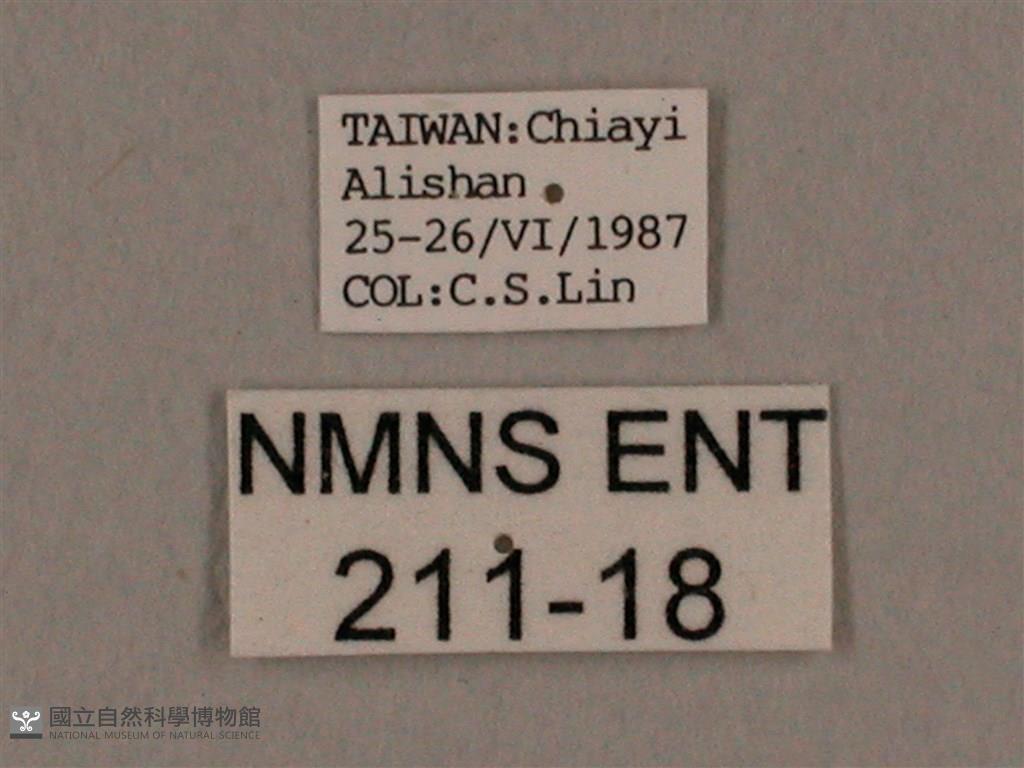 TAIWAN:Chiayi
Alishan
25-26/VI/1987
COL:C.S.Lin
NMNS ENT
211-18
國立自然科學博物館
NATIONAL MUSEUM OF NATURAL SCIENCE